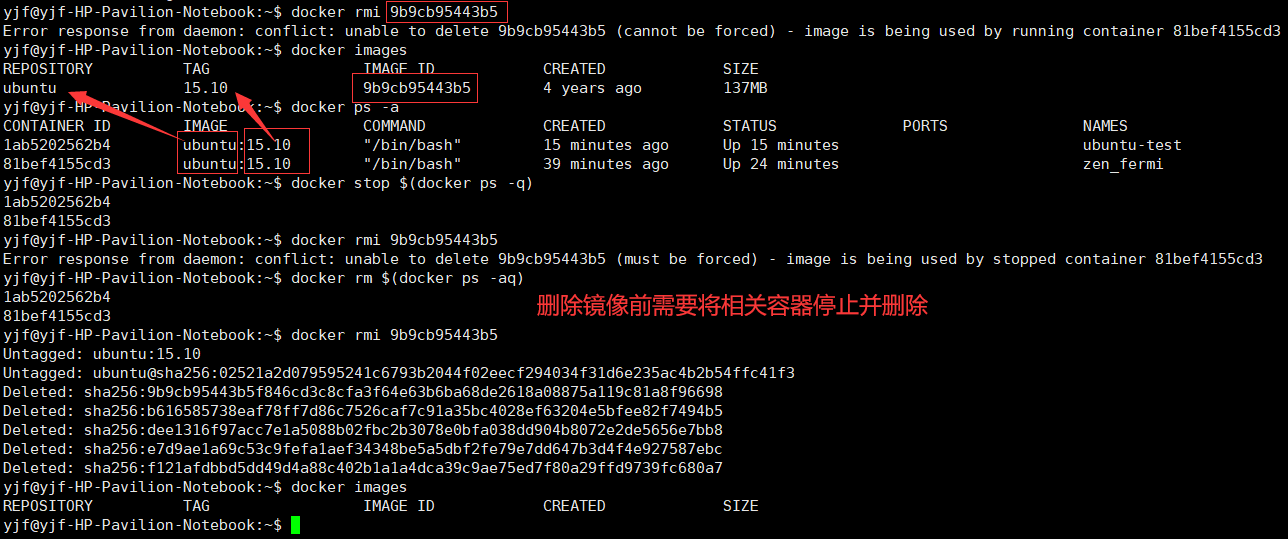 yjf@yjf-HP-Pavilion-Notebook:~$ docker rmi 9b9cb95443b5
Error response from daemon: conflict: unable to delete 9b9cb95443b5 (cannot be forced) - image is being used by running container 81bef4155cd3
yjf@yjf-HP-Pavilion-Notebook:~$ docker images
REPOSITORY TAG IMAGE ID CREATED SIZE
ubuntu 15.10 9b9cb95443b5 4 years ago 137MB
yjf@yjf-HP-Pavilion-Notebook:~$ docker ps -a
CONTAINER ID IMAGE COMMAND CREATED STATUS PORTS NAMES
1ab5202562b4 ubuntu:15.10 "/bin/bash" 15 minutes ago Up 15 minutes ubuntu-test
81bef4155cd3 ubuntu:15.10 "/bin/bash" 39 minutes ago Up 24 minutes zen_fermi
yjf@yjf-HP-Pavilion-Notebook:~$ docker stop $(docker ps -q)
1ab5202562b4
81bef4155cd3
yjf@yjf-HP-Pavilion-Notebook:~$ docker rmi 9b9cb95443b5
Error response from daemon: conflict: unable to delete 9b9cb95443b5 (must be forced) - image is being used by stopped container 81bef4155cd3
yjf@yjf-HP-Pavilion-Notebook:~$ docker rm $(docker ps -aq)
1ab5202562b4
81bef4155cd3
删除镜像前需要将相关容器停止并删除
yjf@yjf-HP-Pavilion-Notebook:~$ docker rmi 9b9cb95443b5
Untagged: ubuntu:15.10
Untagged: ubuntu@sha256:02521a2d079595241c6793b2044f02eecf294034f31d6e235ac4b2b54ffc41f3
Deleted: sha256:9b9cb95443b5f846cd3c8cfa3f64e63b6ba68de2618a08875a119c81a8f96698
Deleted: sha256:b616585738eaf78ff7d86c7526caf7c91a35bc4028ef63204e5bfee82f7494b5
Deleted: sha256:dee1316f97acc7e1a5088b02fbc2b3078e0bfa038dd904b8072e2de5656e7bb8
Deleted: sha256:e7d9ae1a69c53c9fefa1aef34348be5a5dbf2fe79e7dd647b3d4f4e927587ebc
Deleted: sha256:f121afdbbd5dd49d4a88c402b1a1a4dca39c9ae75ed7f80a29ffd9739fc680a7
yjf@yjf-HP-Pavilion-Notebook:~$ docker images
REPOSITORY TAG IMAGE ID CREATED SIZE
yjf@yjf-HP-Pavilion-Notebook:~$